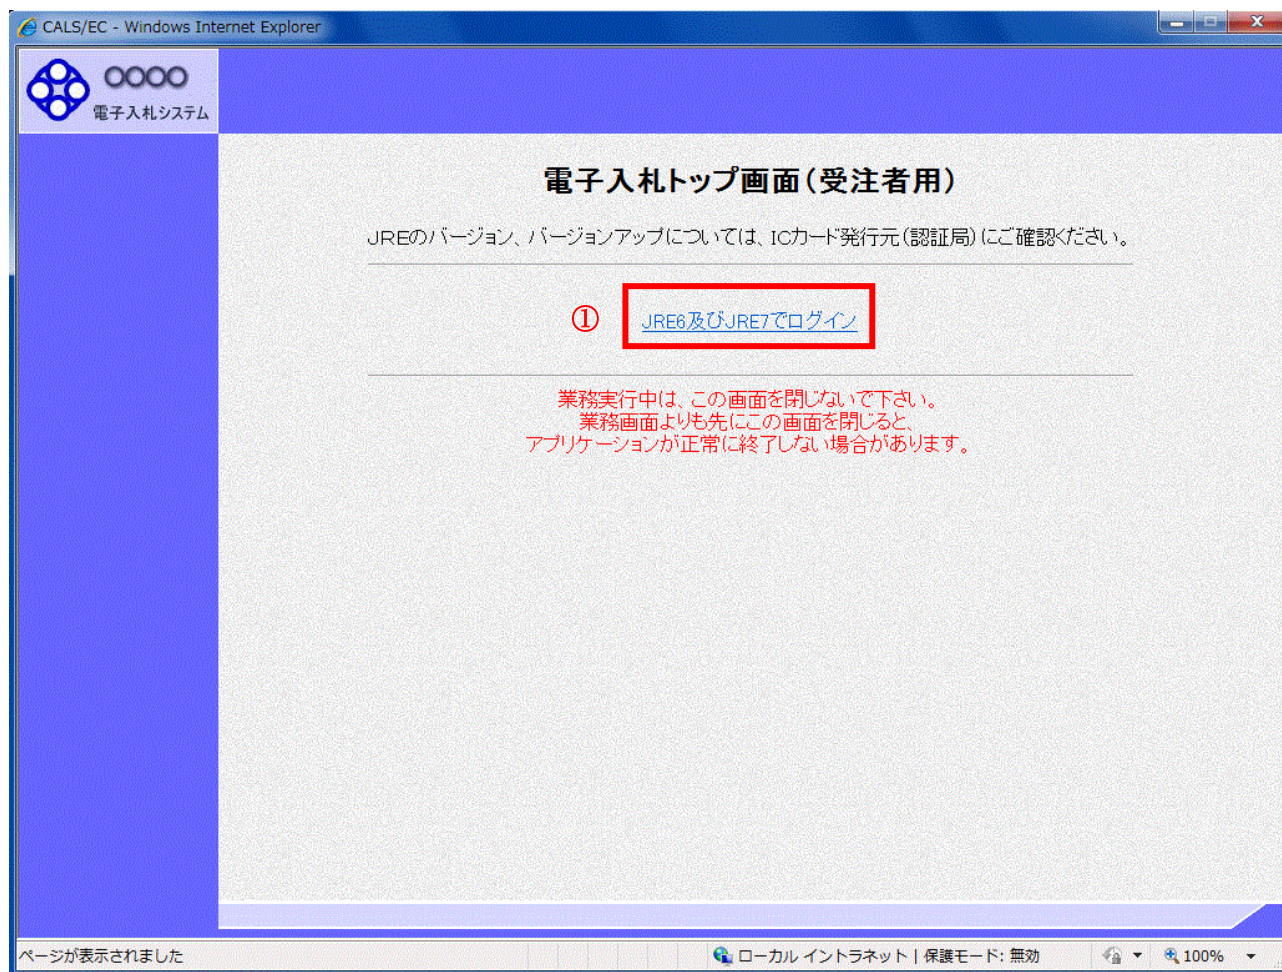 CALS/EC - Windows Internet Explorer
○○○○
電子入札システム
電子入札トップ画面(受注者用)
JREのバージョン、バージョンアップについては、ICカード発行元(認証局)にご確認ください。
① JRE6及びJRE7でログイン
業務実行中は、この画面を閉じないで下さい。
業務画面よりも先にこの画面を閉じると、
アプリケーションが正常に終了しない場合があります。
ページが表示されました ローカル イントラネット | 保護モード: 無効 100%